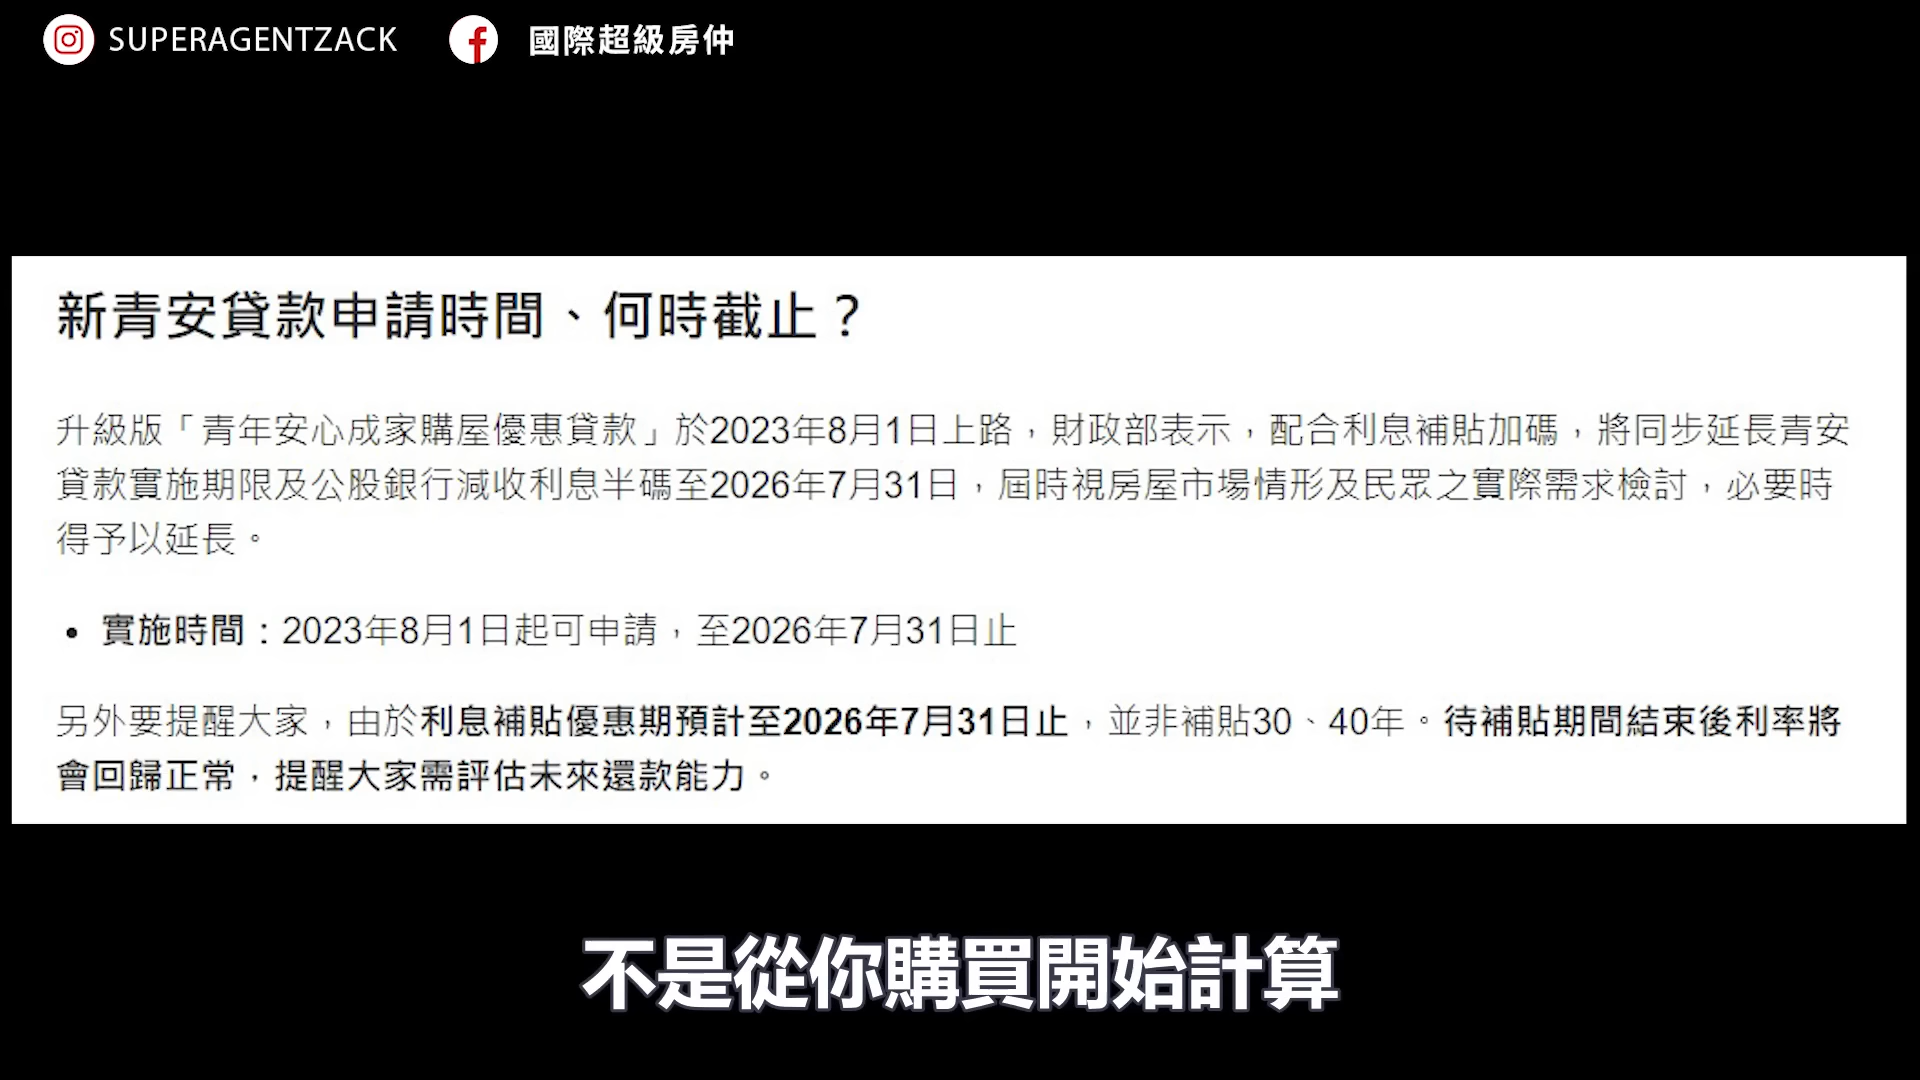 SUPERAGENTZACK
國際超級房仲
新青安貸款申請時間、何時截止？
升級版「青年安心成家購屋優惠貸款」於2023年8月1日上路，財政部表示，配合利息補貼加碼，將同步延長青安
貸款實施期限及公股銀行減收利息半碼至2026年7月31日，屆時視房屋市場情形及民眾之實際需求檢討，必要時
得予以延長。
• 實施時間：2023年8月1日起可申請，至2026年7月31日止
另外要提醒大家，由於利息補貼優惠期預計至2026年7月31日止，並非補貼30、40年。待補貼期間結束後利率將
會回歸正常，提醒大家需評估未來還款能力。
不是從你購買開始計算